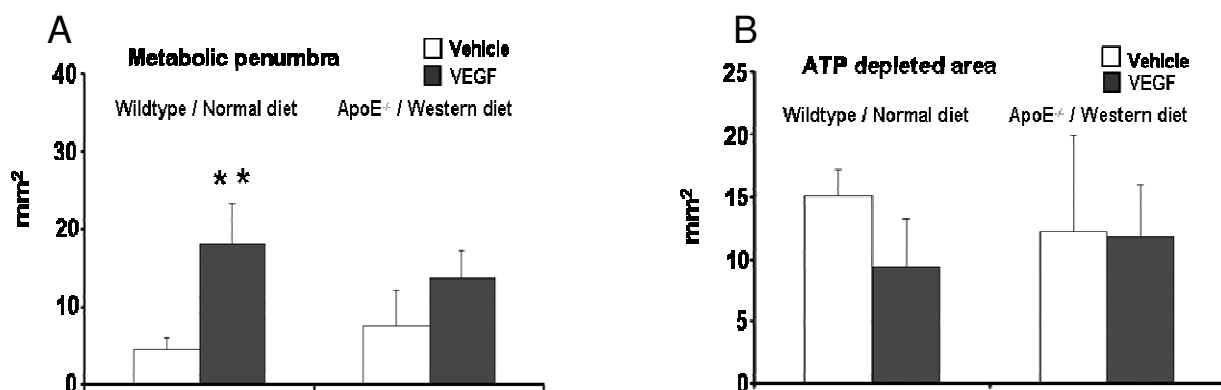 A
Metabolic penumbra
Vehicle
VEGF
Wildtype / Normal diet
ApoE-/- / Western diet
40
30
20
10
0
mm²
**
B
ATP depleted area
Vehicle
VEGF
Wildtype / Normal diet
ApoE-/- / Western diet
25
20
15
10
5
0
mm²